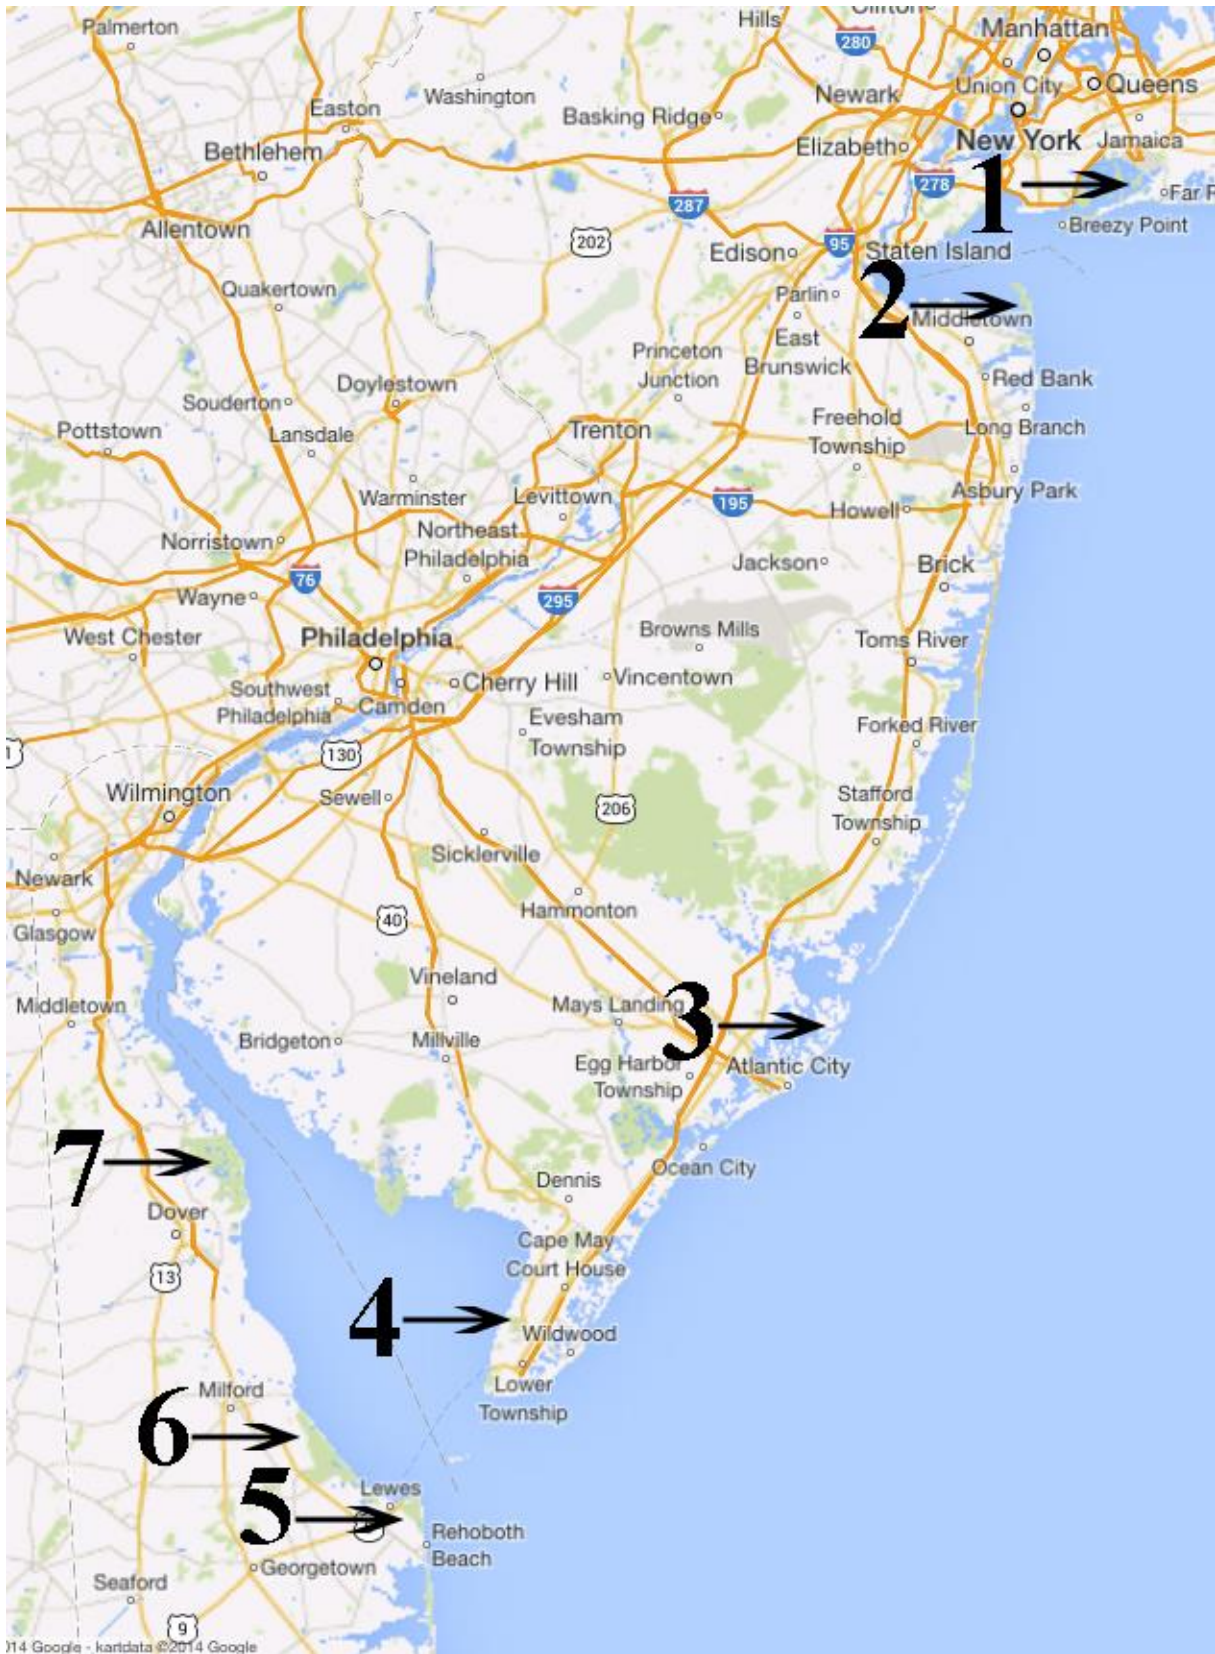 Palmerton
Hills
Clifton
280
Manhattan
Washington
Union City
Queens
Easton
Basking Ridge
Newark
New York
Jamaica
Bethlehem
Elizabeth
1
278
Far R
287
Allentown
202
Edison
95
Staten Island
Breezy Point
Quakertown
Parlin
2
Middletown
East
Brunswick
Princeton
Junction
Doylestown
Red Bank
Souderton
Pottstown
Lansdale
Trenton
Freehold
Township
Long Branch
Warminster
Levittown
195
Howell
Asbury Park
Northeast
Philadelphia
Norristown
Jackson
Brick
76
Wayne
295
West Chester
Philadelphia
Browns Mills
Toms River
Cherry Hill
Vincentown
Southwest
Philadelphia
Camden
Evesham
Township
Forked River
1
130
Wilmington
Sewell
206
Stafford
Township
Sicklerville
Newark
Hammonton
40
Glasgow
Vineland
Middletown
Mays Landing
3
Bridgeton
Millville
Egg Harbor
Township
Atlantic City
7
Ocean City
Dennis
Dover
Cape May
Court House
13
4
Wildwood
Milford
Lower
Township
6
5
Lewes
Rehoboth
Beach
Georgetown
Seaford
9
014 Google - kartdata ©2014 Google